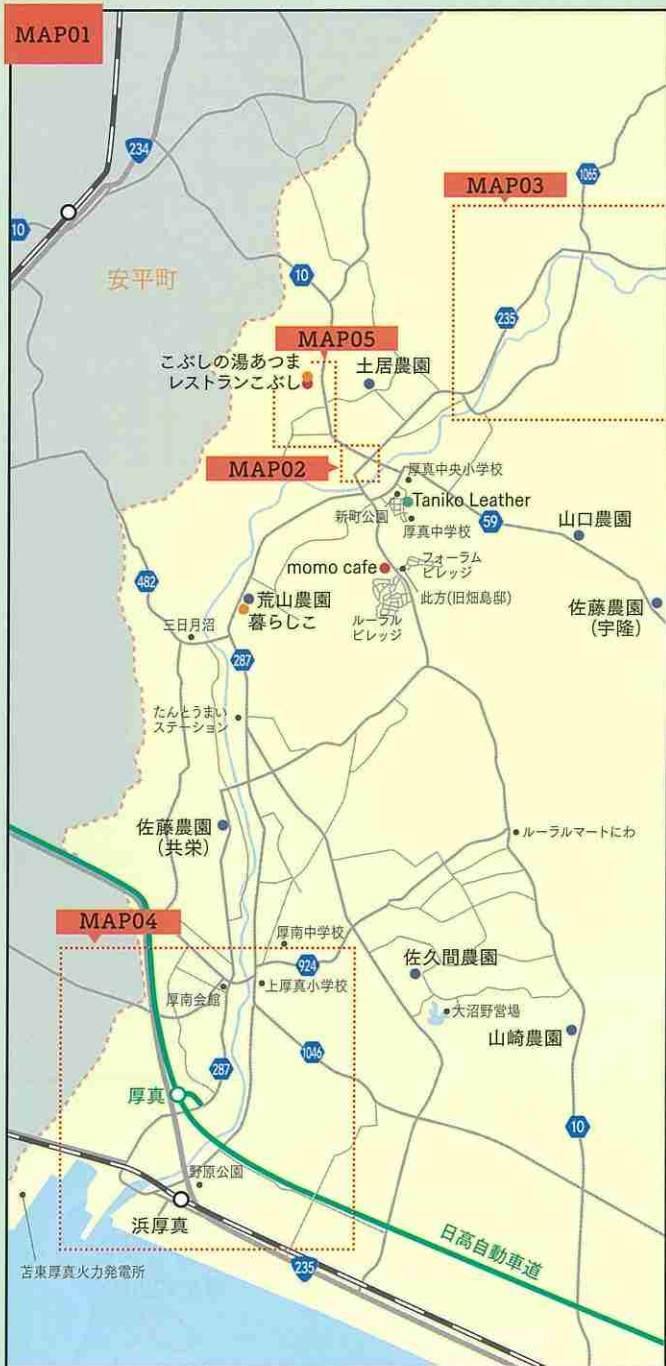 MAP01
234
10
1065
MAP03
安平町
10
235
MAP05
こぶしの湯あつま
レストランこぶし
土居農園
MAP02
厚真中央小学校
Taniko Leather
新町公園
厚真中学校
59
山口農園
momo cafe
フォーラム
ビレッジ
482
荒山農園
暮らしこ
此方(旧畑島邸)
佐藤農園
(宇隆)
ルーラル
ビレッジ
三日月沼
287
たんとうまい
ステーション
佐藤農園
(共栄)
ルーラルマートにわ
MAP04
厚南中学校
924
佐久間農園
厚南会館
上厚真小学校
大沼野営場
山崎農園
1046
287
厚真
10
野原公園
浜厚真
日高自動車道
苫東厚真火力発電所
235